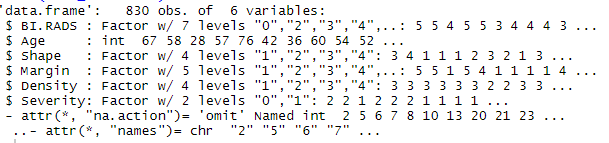 'data.frame':   830 obs. of  6 variables:
 $ BI.RADS : Factor w/ 7 levels "0","2","3","4",..: 5 5 4 5 5 3 4 4 4 3 ...
 $ Age     : int  67 58 28 57 76 42 36 60 54 52 ...
 $ Shape   : Factor w/ 4 levels "1","2","3","4": 3 4 1 1 1 2 3 2 1 3 ...
 $ Margin  : Factor w/ 5 levels "1","2","3","4",..: 5 5 1 5 4 1 1 1 1 4 ...
 $ Density : Factor w/ 4 levels "1","2","3","4": 3 3 3 3 3 3 2 2 3 3 ...
 $ Severity: Factor w/ 2 levels "0","1": 2 2 1 2 2 2 1 1 1 1 ...
 - attr(*, "na.action")= 'omit' Named int  2 5 6 7 8 10 13 20 21 23 ...
  ..- attr(*, "names")= chr  "2" "5" "6" "7" ...